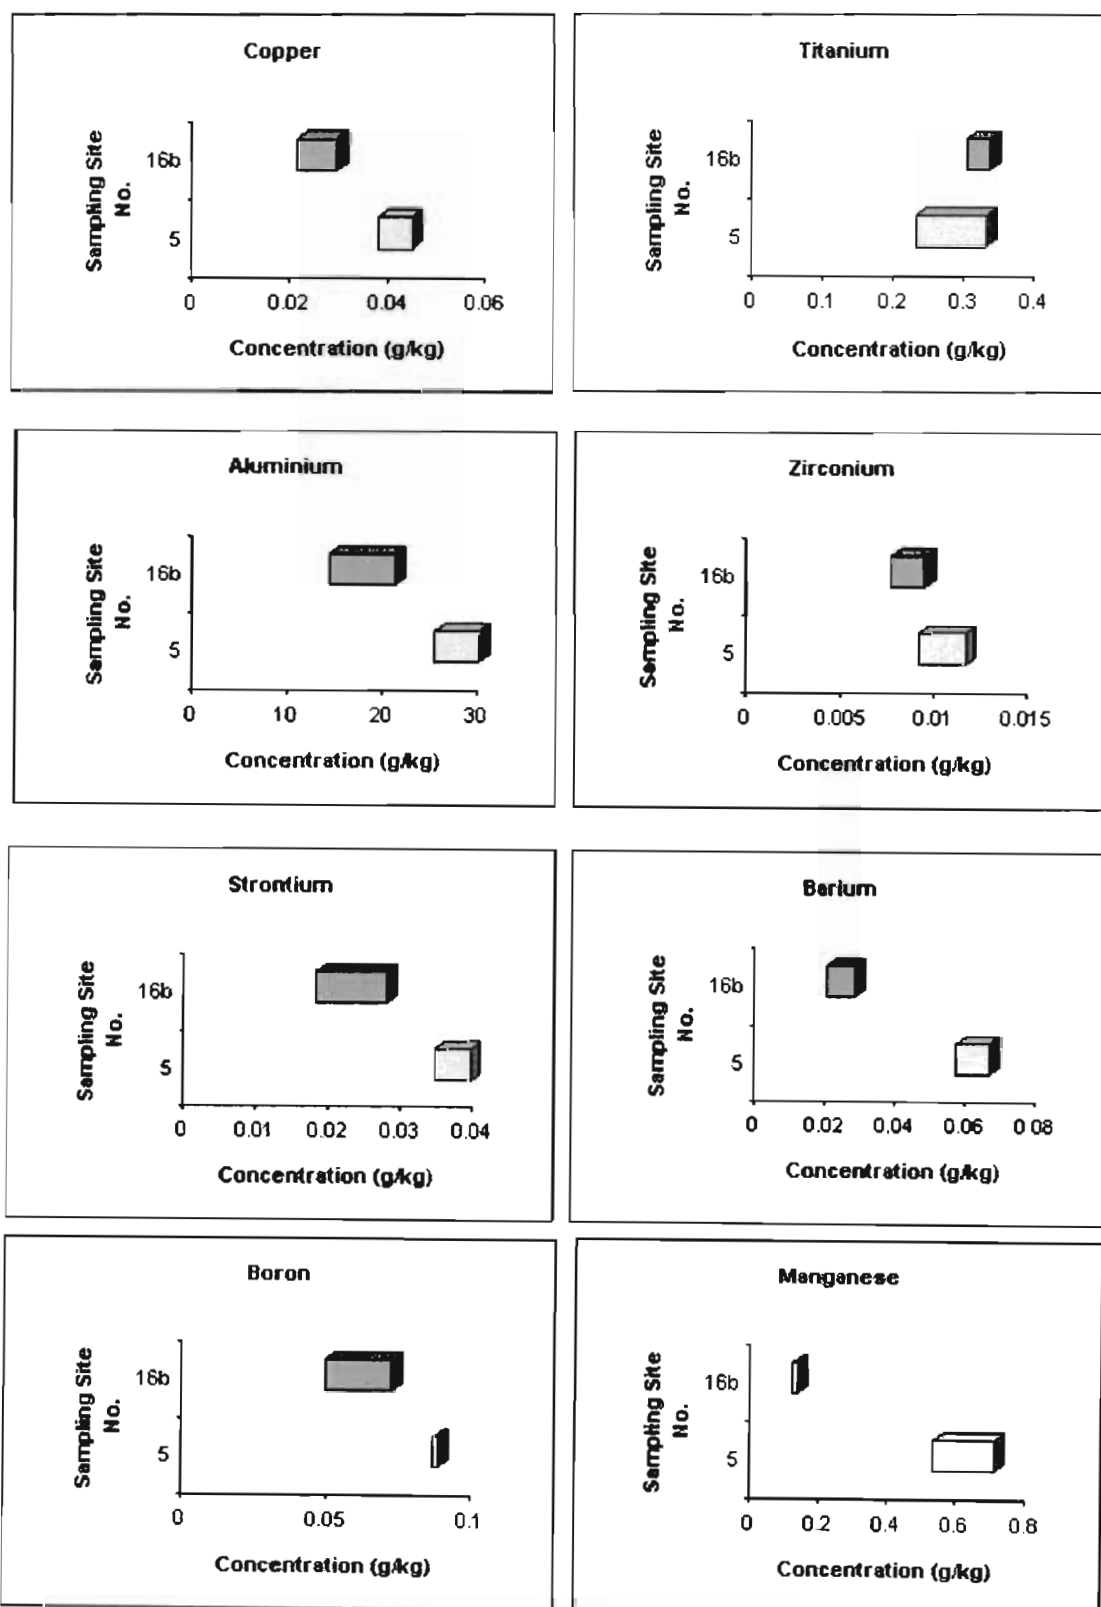 Copper
Sampling Site
No.
16b
5
0 0.02 0.04 0.06
Concentration (g/kg)
Titanium
Sampling Site
No.
16b
5
0 0.1 0.2 0.3 0.4
Concentration (g/kg)
Aluminium
Sampling Site
No.
16b
5
0 10 20 30
Concentration (g/kg)
Zirconium
Sampling Site
No.
16b
5
0 0.005 0.01 0.015
Concentration (g/kg)
Strontium
Sampling Site
No.
16b
5
0 0.01 0.02 0.03 0.04
Concentration (g/kg)
Barium
Sampling Site
No.
16b
5
0 0.02 0.04 0.06 0.08
Concentration (g/kg)
Boron
Sampling Site
No.
16b
5
0 0.05 0.1
Concentration (g/kg)
Manganese
Sampling Site
No.
16b
5
0 0.2 0.4 0.6 0.8
Concentration (g/kg)